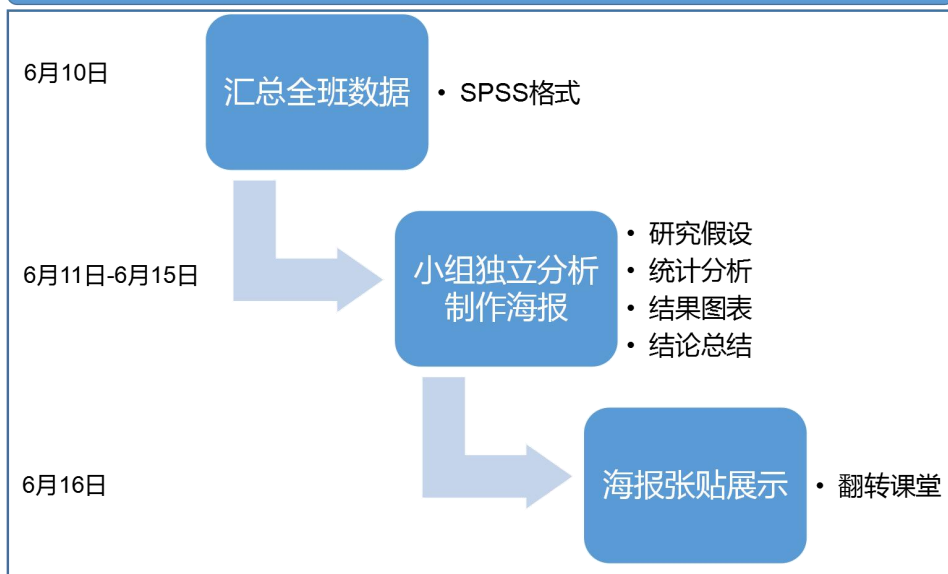 6月10日
汇总全班数据
• SPSS格式
6月11日-6月15日
小组独立分析
制作海报
• 研究假设
• 统计分析
• 结果图表
• 结论总结
6月16日
海报张贴展示
• 翻转课堂